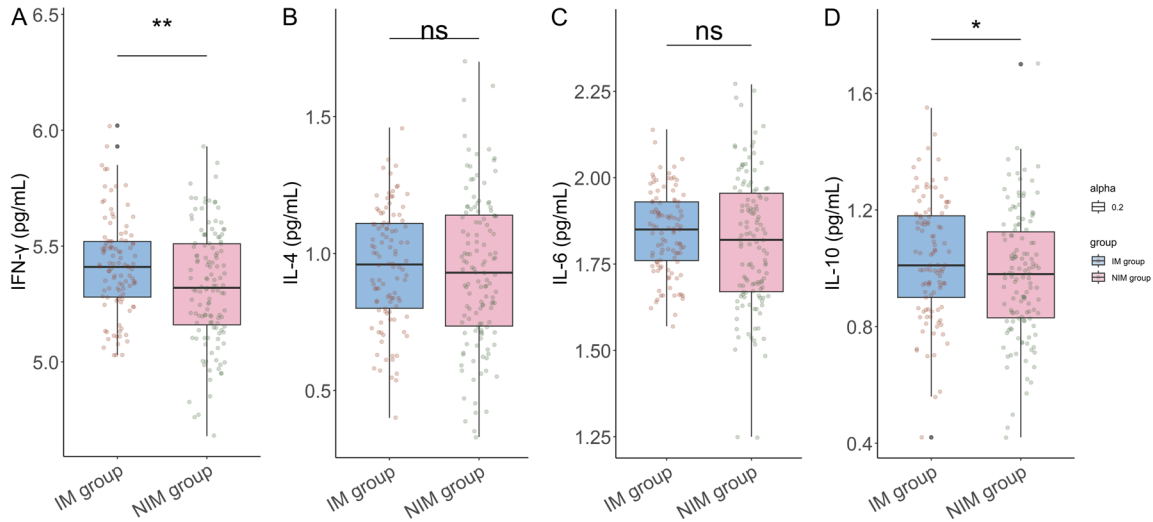 A
6.5
6.0
5.5
5.0
IFN-γ (pg/mL)
**
IM group
NIM group
B
1.5
1.0
0.5
IL-4 (pg/mL)
ns
IM group
NIM group
C
2.25
2.00
1.75
1.50
1.25
IL-6 (pg/mL)
ns
IM group
NIM group
D
1.6
1.2
0.8
0.4
IL-10 (pg/mL)
*
IM group
NIM group
alpha
0.2
group
IM group
NIM group